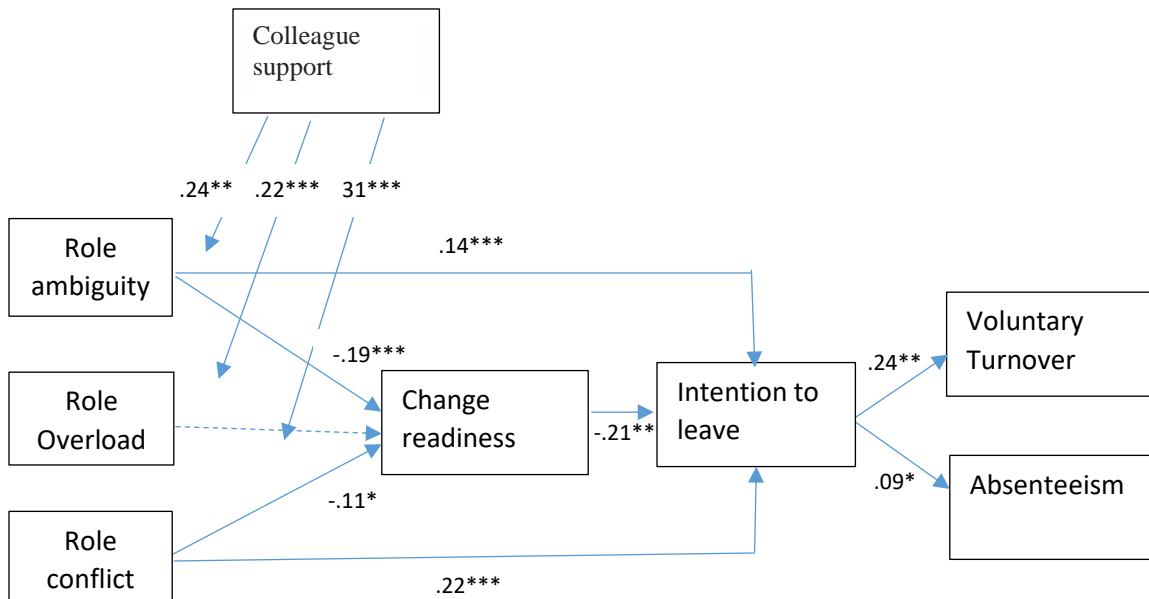 Colleague
support
.24**
.22***
31***
Role
ambiguity
.14***
-.19***
Role
Overload
Change
readiness
-.21**
Intention to
leave
.24**
Voluntary
Turnover
.09*
Absenteeism
-.11*
Role
conflict
.22***